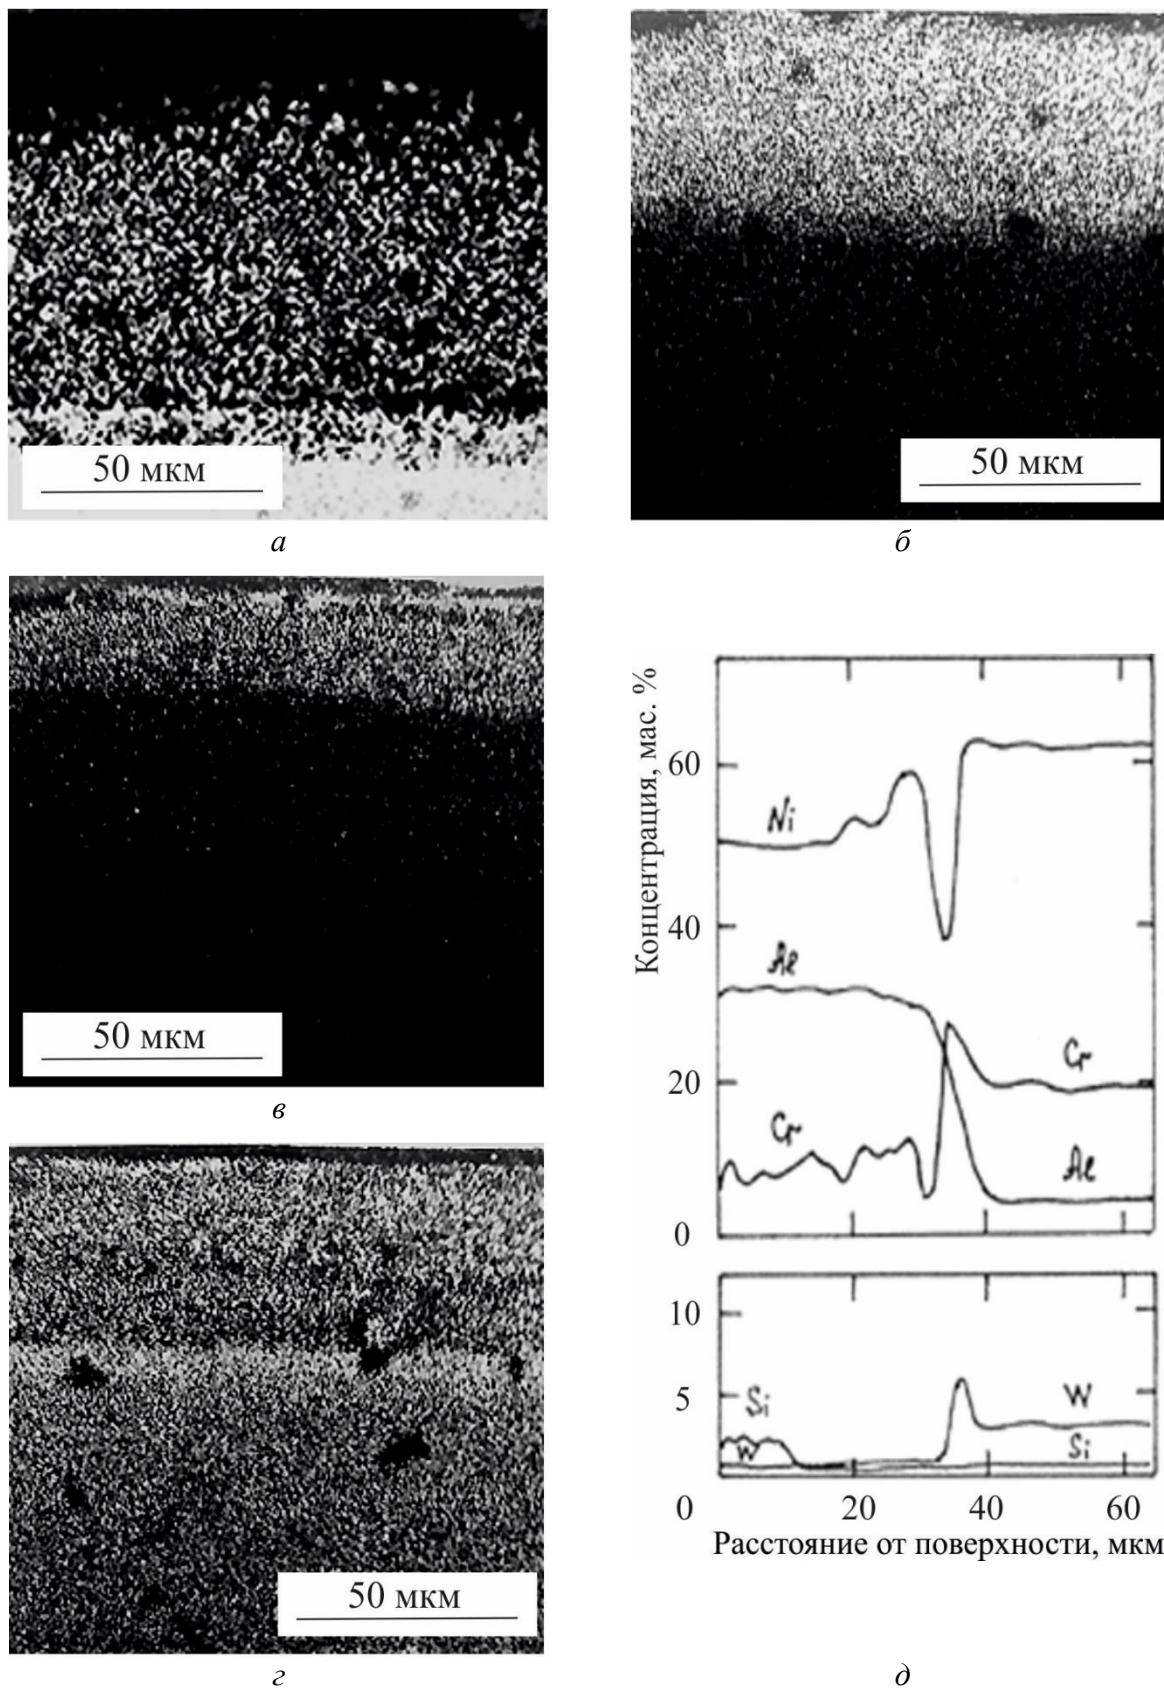 50 мкм
50 мкм
а
б
50 мкм
в
50 мкм
г
Концентрация, мас. %
60
40
20
0
Ni
Al
Cr
Cr
Al
10
5
Si
W
W
Si
0
20
40
60
Расстояние от поверхности, мкм
д